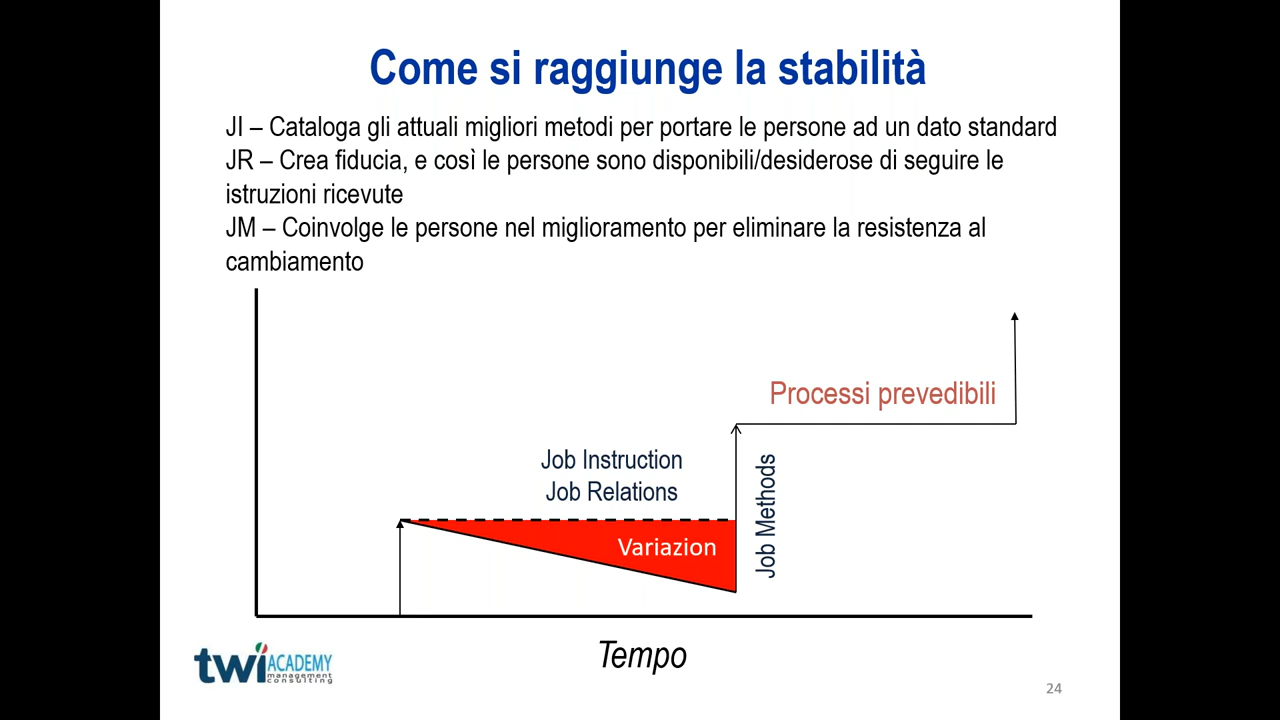 Come si raggiunge la stabilità
JI – Cataloga gli attuali migliori metodi per portare le persone ad un dato standard
JR – Crea fiducia, e così le persone sono disponibili/desiderose di seguire le
istruzioni ricevute
JM – Coinvolge le persone nel miglioramento per eliminare la resistenza al
cambiamento
Processi prevedibili
Job Instruction
Job Relations
Job Methods
Variazion
Tempo
twi ACADEMY
management
consulting
24